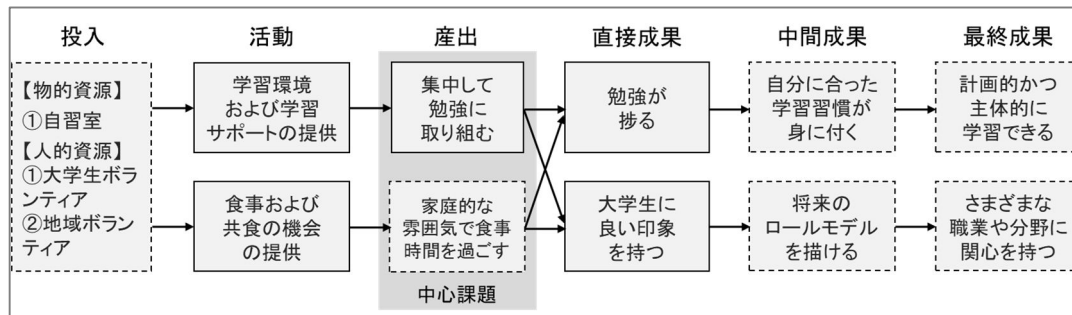 投入
活動
産出
直接成果
中間成果
最終成果
【物的資源】
①自習室
【人的資源】
①大学生ボラ
ンティア
②地域ボラン
ティア
学習環境
および学習
サポートの提供
集中して
勉強に
取り組む
勉強が
捗る
自分に合った
学習習慣が
身に付く
計画的かつ
主体的に
学習できる
食事および
共食の機会
の提供
家庭的な
雰囲気で食事
時間を過ごす
大学生に
良い印象
を持つ
将来の
ロールモデル
を描ける
さまざまな
職業や分野に
関心を持つ
中心課題